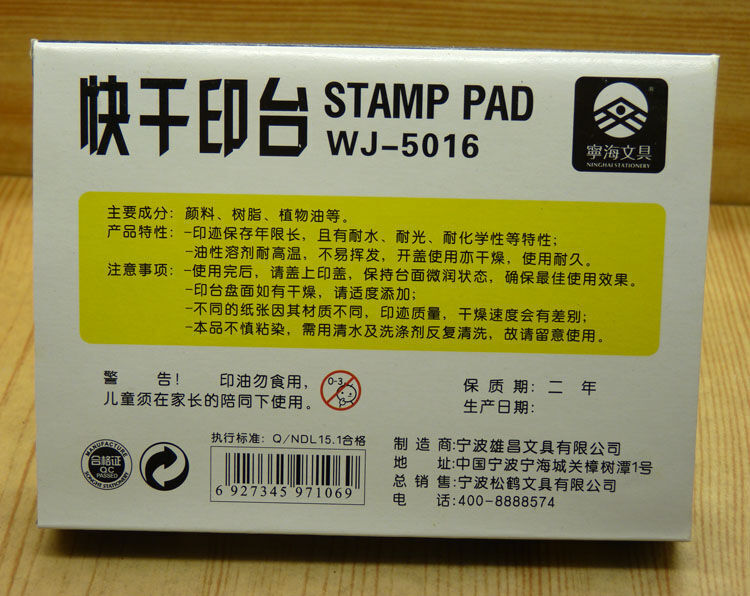 快干印台 STAMP PAD
WJ-5016
®
寧海文具
NINGHAI STATIONERY
主要成分：颜料、树脂、植物油等。
产品特性：-印迹保存年限长，且有耐水、耐光、耐化学性等特性；
-油性溶剂耐高温，不易挥发，开盖使用亦干燥，使用耐久。
注意事项：-使用完后，请盖上印盖，保持台面微润状态，确保最佳使用效果。
-印台盘面如有干燥，请适度添加；
-不同的纸张因其材质不同，印迹质量，干燥速度会有差别；
-本品不慎粘染，需用清水及洗涤剂反复清洗，故请留意使用。
警 告！ 印油勿食用，
儿童须在家长的陪同下使用。
0-3
保 质 期：二 年
生产日期：
MANUFACTURE
合格证
QC
PASSED
执行标准：Q/NDL15.1合格
6 927345 971069
制 造 商：宁波雄昌文具有限公司
地 址：中国宁波宁海城关樟树潭1号
总 销 售：宁波松鹤文具有限公司
电 话：400-8888574